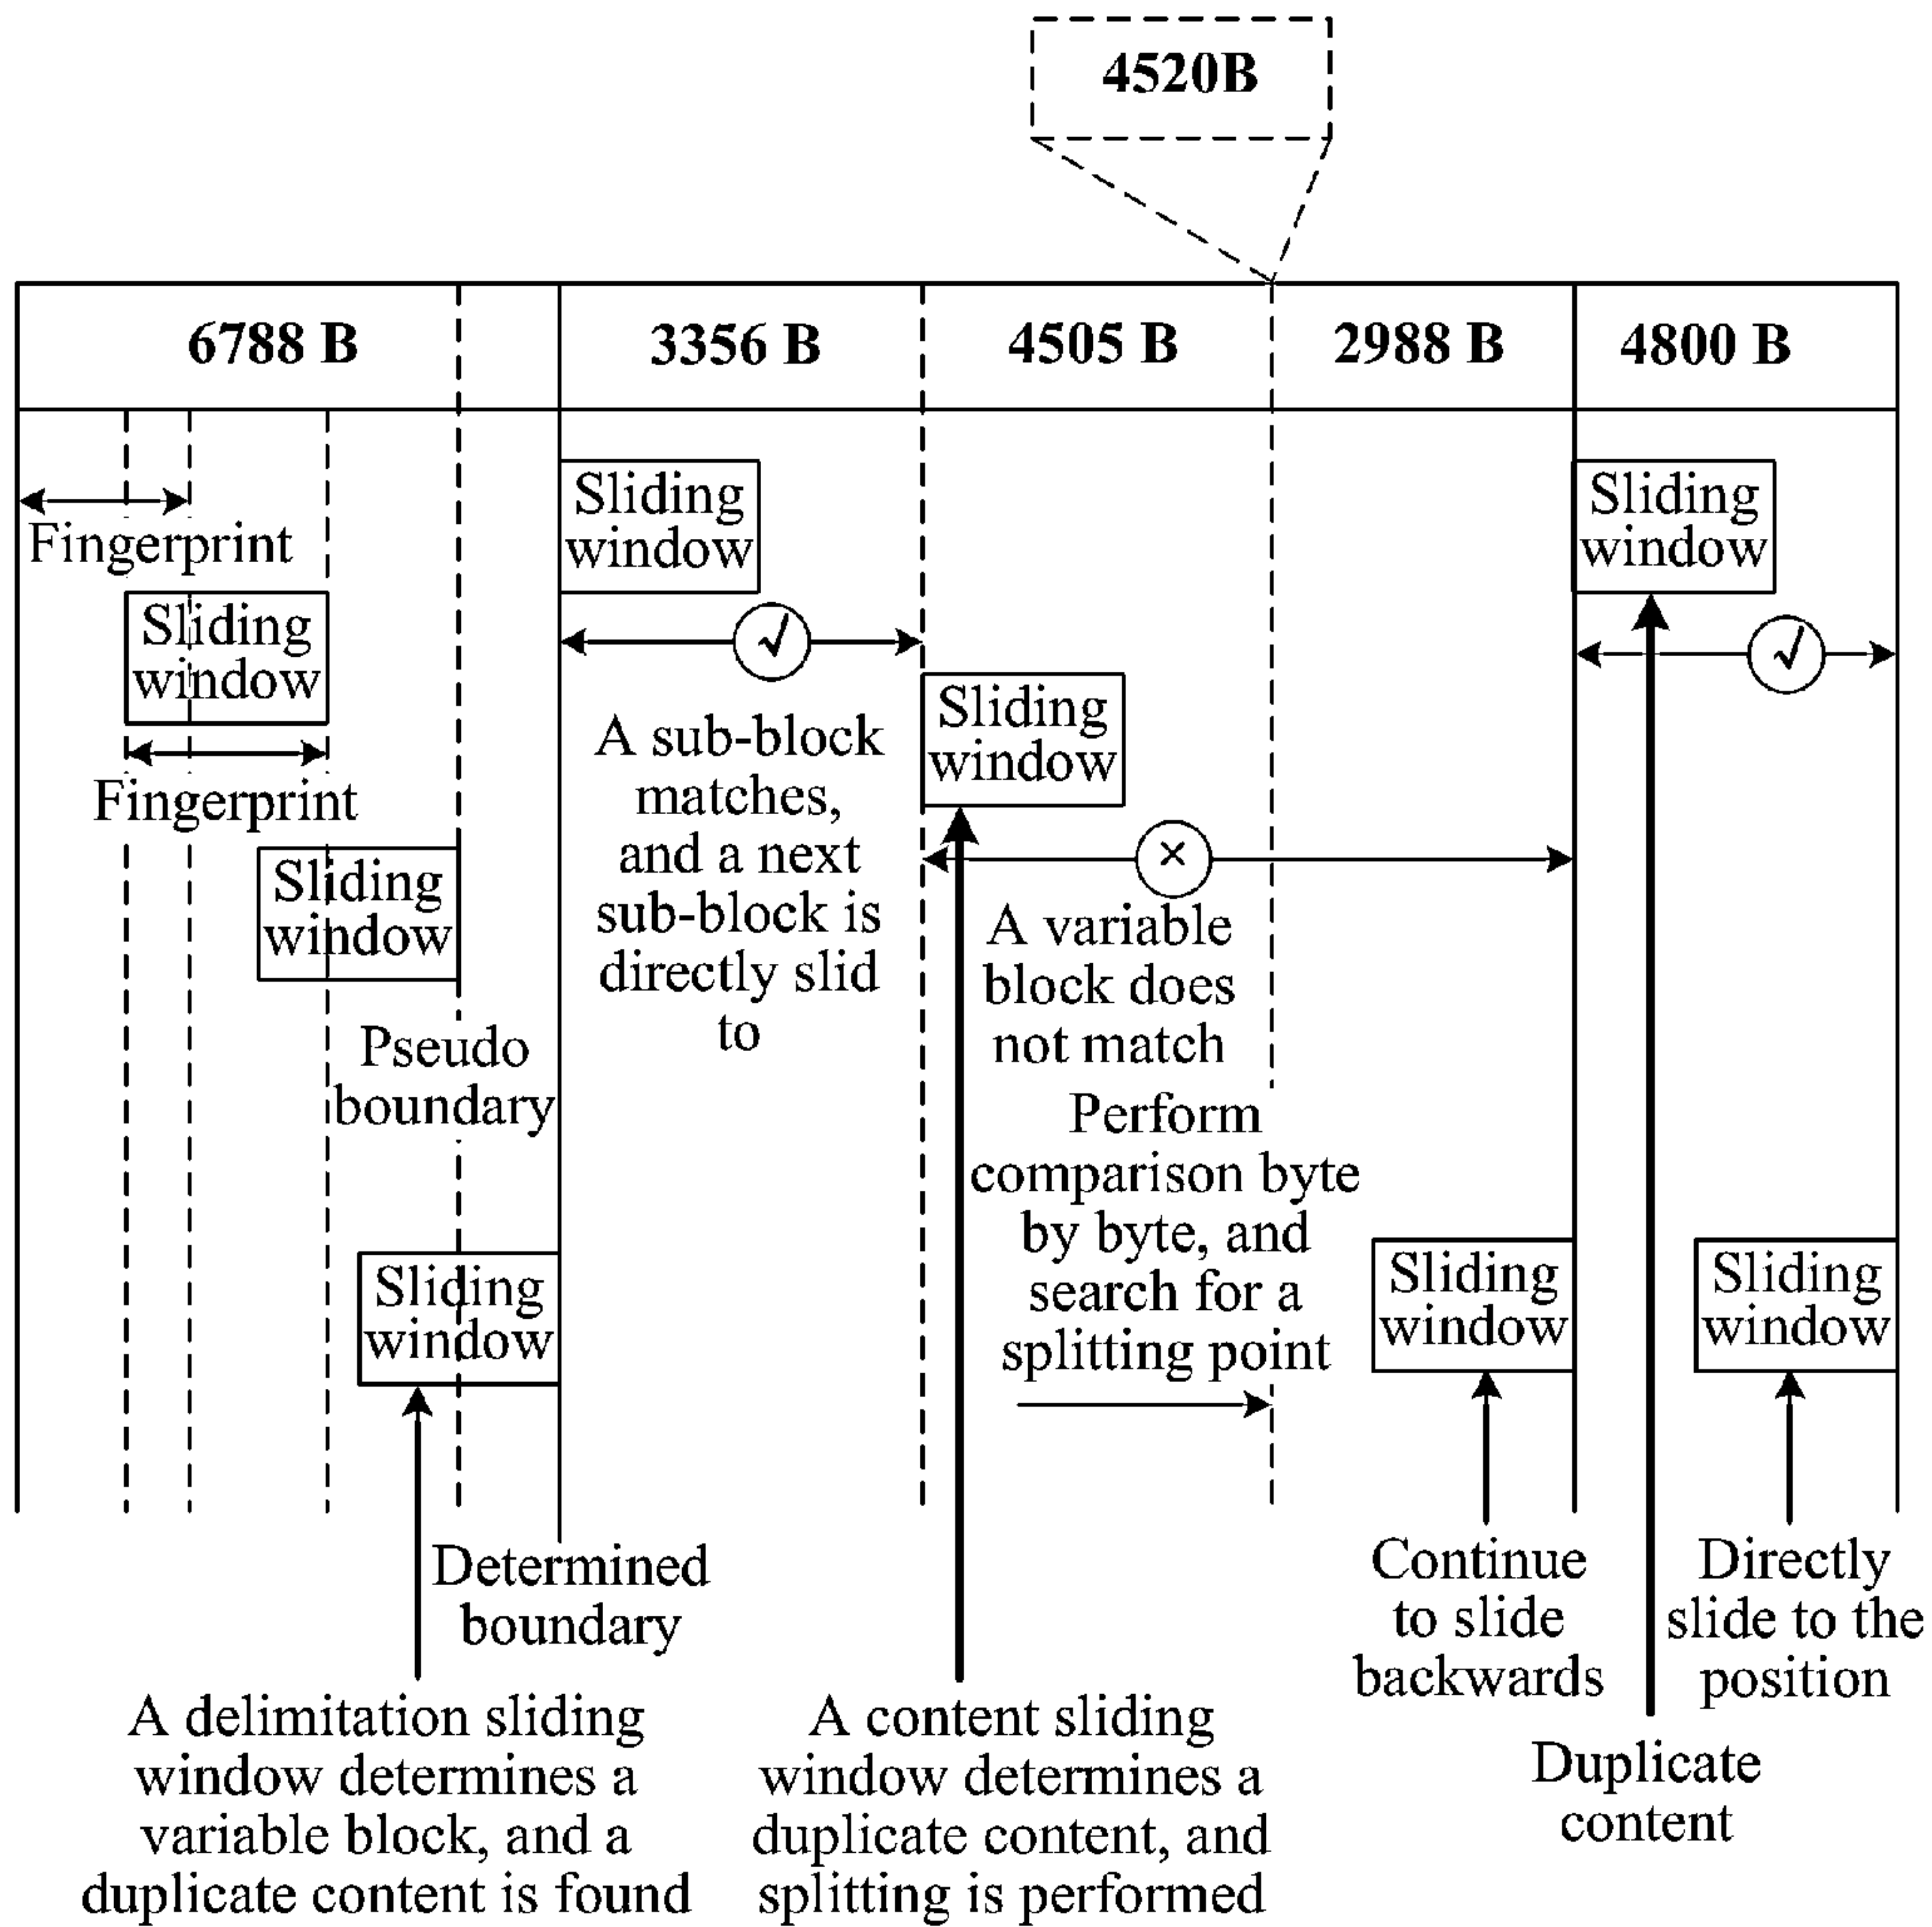 4520B
6788 B
3356 B
4505 B
2988 B
4800 B
Fingerprint
Sliding
window
Fingerprint
Sliding
window
Pseudo
boundary
Sliding
window
Determined
boundary
A delimitation sliding
window determines a
variable block, and a
duplicate content is found
Sliding
window
√
A sub-block
matches,
and a next
sub-block is
directly slid
to
Sliding
window
×
A variable
block does
not match
Perform
comparison byte
by byte, and
search for a
splitting point
A content sliding
window determines a
duplicate content, and
splitting is performed
Sliding
window
Continue
to slide
backwards
Sliding
window
√
Duplicate
content
Sliding
window
Directly
slide to the
position